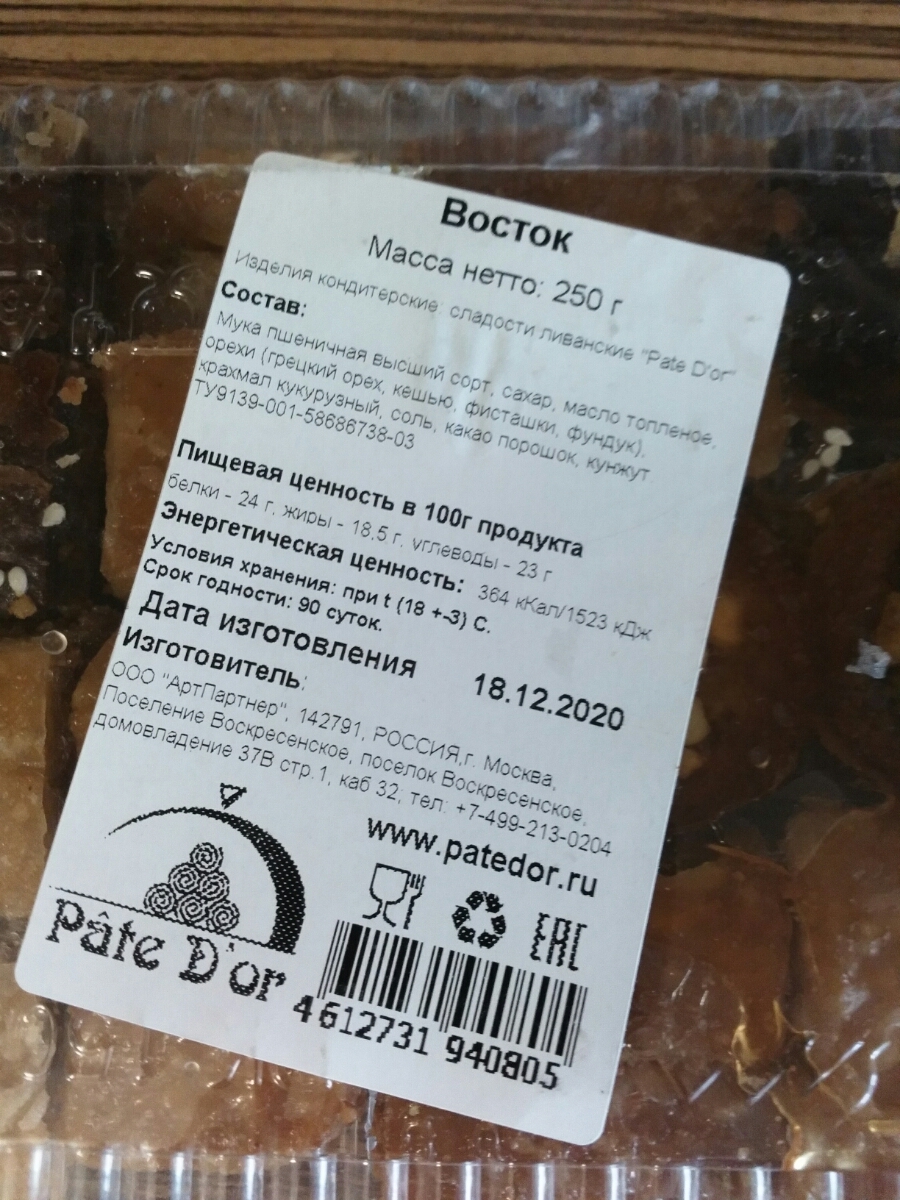 Восток
Масса нетто: 250 г
Изделия кондитерские: сладости ливанские "Pate D'or"
Состав:
Мука пшеничная высший сорт, сахар, масло топленое,
орехи (грецкий орех, кешью, фисташки, фундук),
крахмал кукурузный, соль, какао порошок, кунжут
ТУ9139-001-58686738-03
Пищевая ценность в 100г продукта
белки - 24 г. жиры - 18,5 г. углеводы - 23 г
Энергетическая ценность: 364 кКал/1523 кДж
Условия хранения: при t (18 +-3) С.
Срок годности: 90 суток.
Дата изготовления 18.12.2020
Изготовитель:
ООО "АртПартнер", 142791, РОССИЯ,г. Москва,
Поселение Воскресенское, поселок Воскресенское,
домовладение 37В стр.1, каб 32; тел: +7-499-213-0204
www.patedor.ru
Pâte D'or
EAC
4 612731 940805